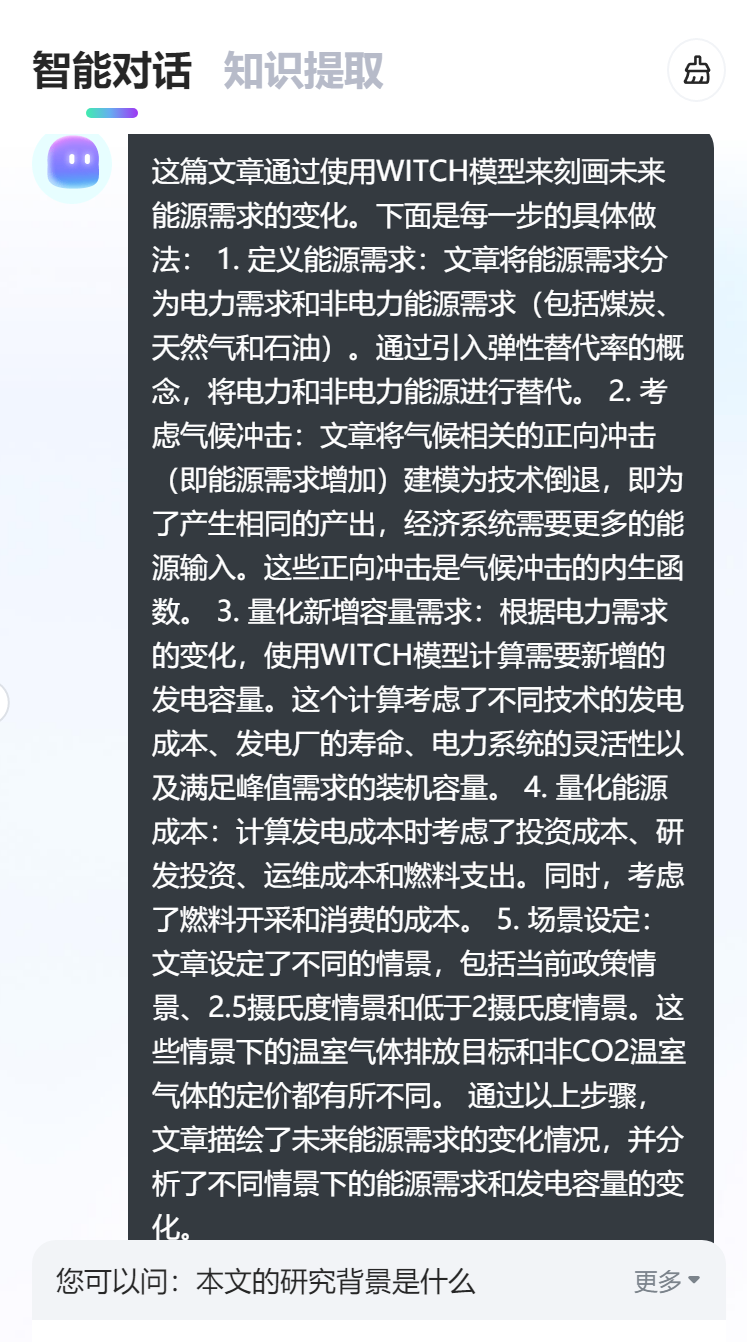 智能对话 知识提取
这篇文章通过使用WITCH模型来刻画未来
能源需求的变化。下面是每一步的具体做
法： 1. 定义能源需求：文章将能源需求分
为电力需求和非电力能源需求（包括煤炭、
天然气和石油）。通过引入弹性替代率的概
念，将电力和非电力能源进行替代。 2. 考
虑气候冲击：文章将气候相关的正向冲击
（即能源需求增加）建模为技术倒退，即为
了产生相同的产出，经济系统需要更多的能
源输入。这些正向冲击是气候冲击的内生函
数。 3. 量化新增容量需求：根据电力需求
的变化，使用WITCH模型计算需要新增的
发电容量。这个计算考虑了不同技术的发电
成本、发电厂的寿命、电力系统的灵活性以
及满足峰值需求的装机容量。 4. 量化能源
成本：计算发电成本时考虑了投资成本、研
发投资、运维成本和燃料支出。同时，考虑
了燃料开采和消费的成本。 5. 场景设定：
文章设定了不同的情景，包括当前政策情
景、2.5摄氏度情景和低于2摄氏度情景。这
些情景下的温室气体排放目标和非CO2温室
气体的定价都有所不同。 通过以上步骤，
文章描绘了未来能源需求的变化情况，并分
析了不同情景下的能源需求和发电容量的变
化。
您可以问：本文的研究背景是什么 更多